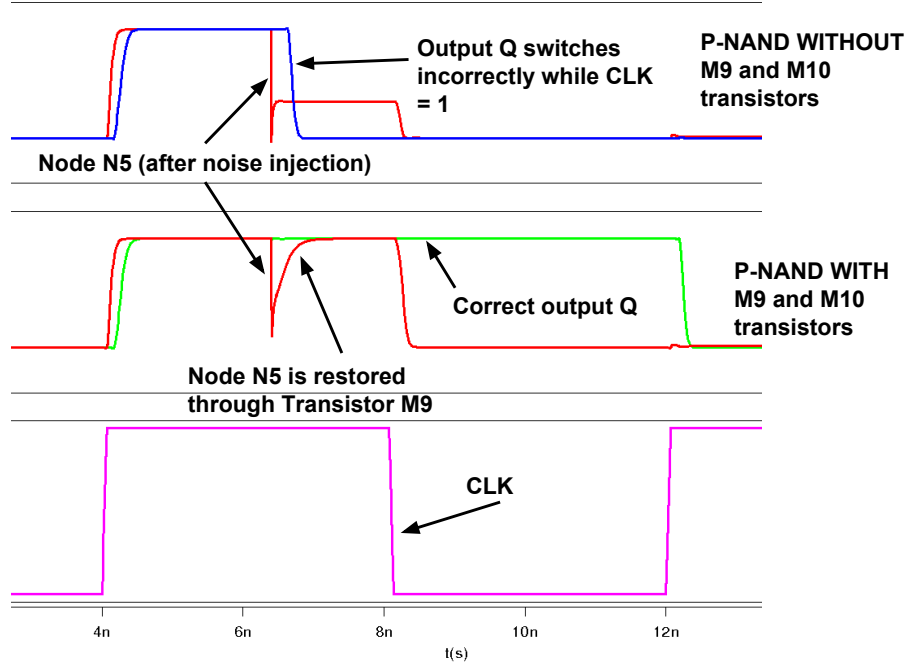 Output Q switches
incorrectly while CLK
= 1
P-NAND WITHOUT
M9 and M10
transistors
Node N5 (after noise injection)
P-NAND WITH
M9 and M10
transistors
Correct output Q
Node N5 is restored
through Transistor M9
CLK
4n 6n 8n 10n 12n
t(s)